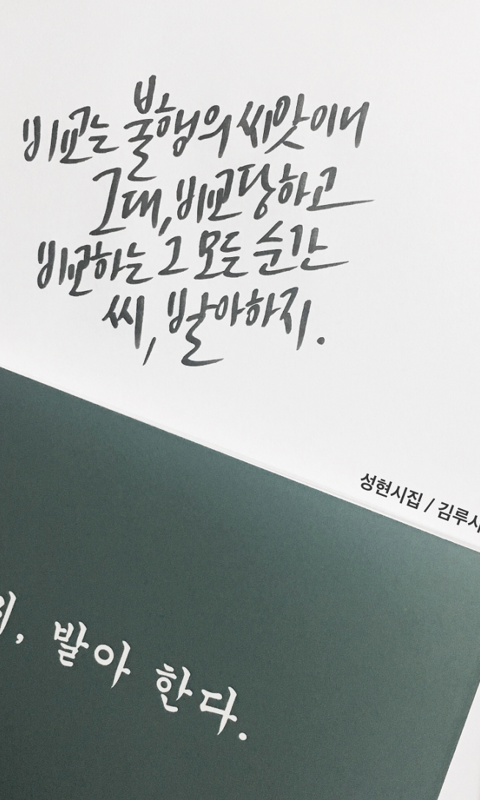 비교는 불행의 씨앗이니
그대, 비교당하고
비교하는 그 모든 순간
씨, 발아하지.
성현시집 / 김루
, 발아 한다.